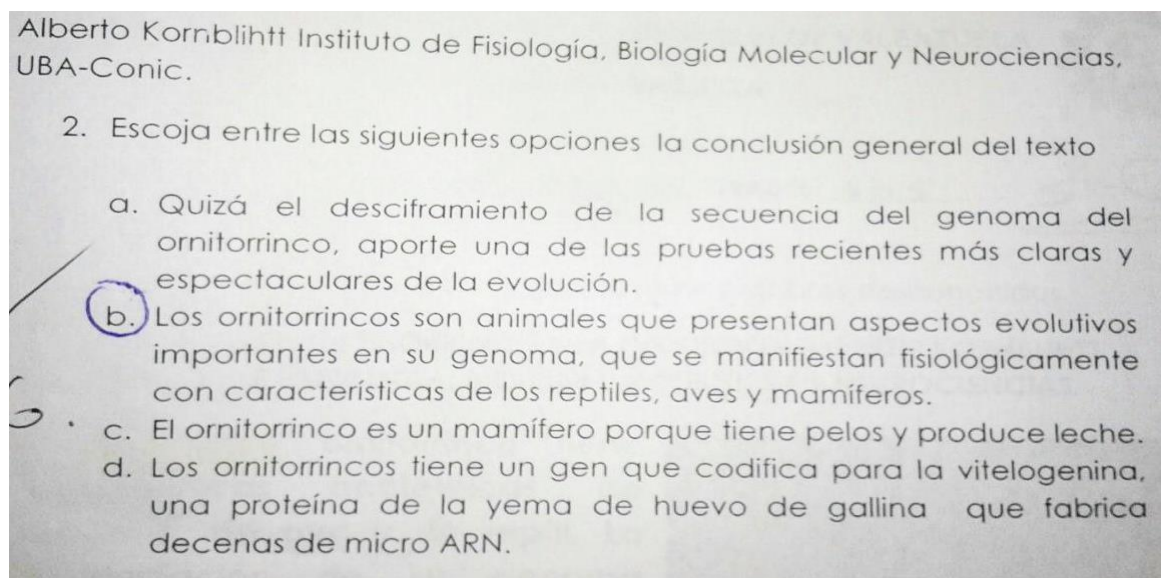 Alberto Kornblihtt Instituto de Fisiología, Biología Molecular y Neurociencias,
UBA-Conic.
2. Escoja entre las siguientes opciones la conclusión general del texto
a. Quizá el desciframiento de la secuencia del genoma del
ornitorrinco, aporte una de las pruebas recientes más claras y
espectaculares de la evolución.
b. Los ornitorrincos son animales que presentan aspectos evolutivos
importantes en su genoma, que se manifiestan fisiológicamente
con características de los reptiles, aves y mamíferos.
c. El ornitorrinco es un mamífero porque tiene pelos y produce leche.
d. Los ornitorrincos tiene un gen que codifica para la vitelogenina,
una proteína de la yema de huevo de gallina que fabrica
decenas de micro ARN.